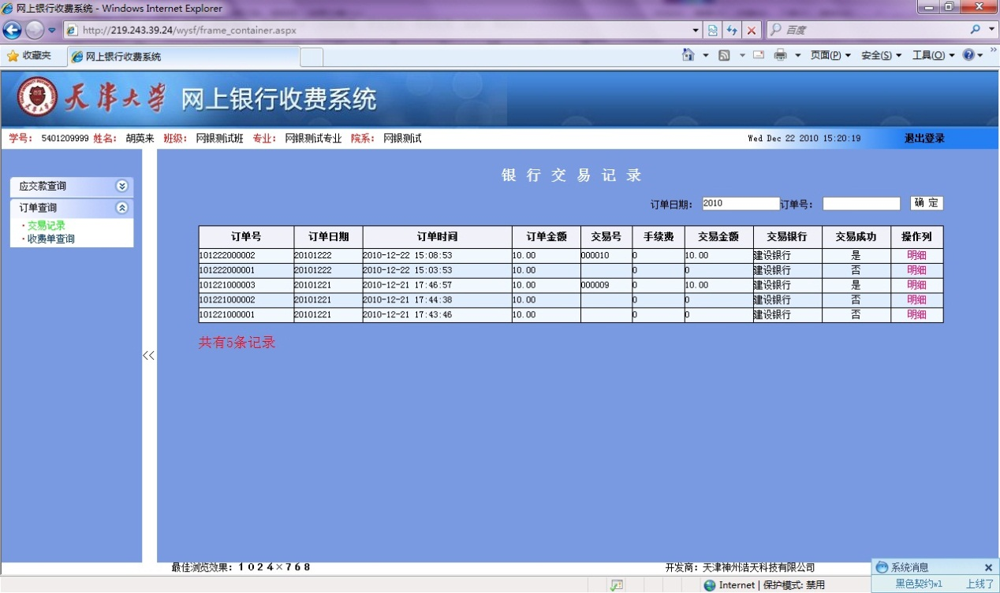 网上银行收费系统 - Windows Internet Explorer
http://219.243.39.24/wysf/frame_container.aspx
百度
收藏夹 网上银行收费系统 页面(P) 安全(S) 工具(O)
天津大学 网上银行收费系统
学号: 5401209999 姓名: 胡英来 班级: 网银测试班 专业: 网银测试专业 院系: 网银测试 Wed Dec 22 2010 15:20:19 退出登录
应交款查询
订单查询
·交易记录
·收费单查询
<<
银行交易记录
订单日期: 2010 订单号: 确定
订单号 订单日期 订单时间 订单金额 交易号 手续费 交易金额 交易银行 交易成功 操作列
101222000002 20101222 2010-12-22 15:08:53 10.00 000010 0 10.00 建设银行 是 明细
101222000001 20101222 2010-12-22 15:03:53 10.00 0 0 建设银行 否 明细
101221000003 20101221 2010-12-21 17:46:57 10.00 000009 0 10.00 建设银行 是 明细
101221000002 20101221 2010-12-21 17:44:38 10.00 0 0 建设银行 否 明细
101221000001 20101221 2010-12-21 17:43:46 10.00 0 0 建设银行 否 明细
共有5条记录
最佳浏览效果: 1024×768 开发商: 天津神州浩天科技有限公司
系统消息
黑色契约w1 上线了
Internet | 保护模式: 禁用